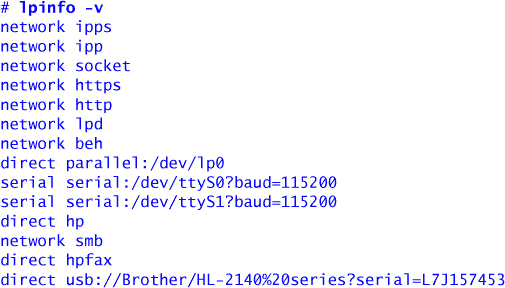 # lpinfo -v
network ipps
network ipp
network socket
network https
network http
network lpd
network beh
direct parallel:/dev/lp0
serial serial:/dev/ttyS0?baud=115200
serial serial:/dev/ttyS1?baud=115200
direct hp
network smb
direct hpfax
direct usb://Brother/HL-2140%20series?serial=L7J157453